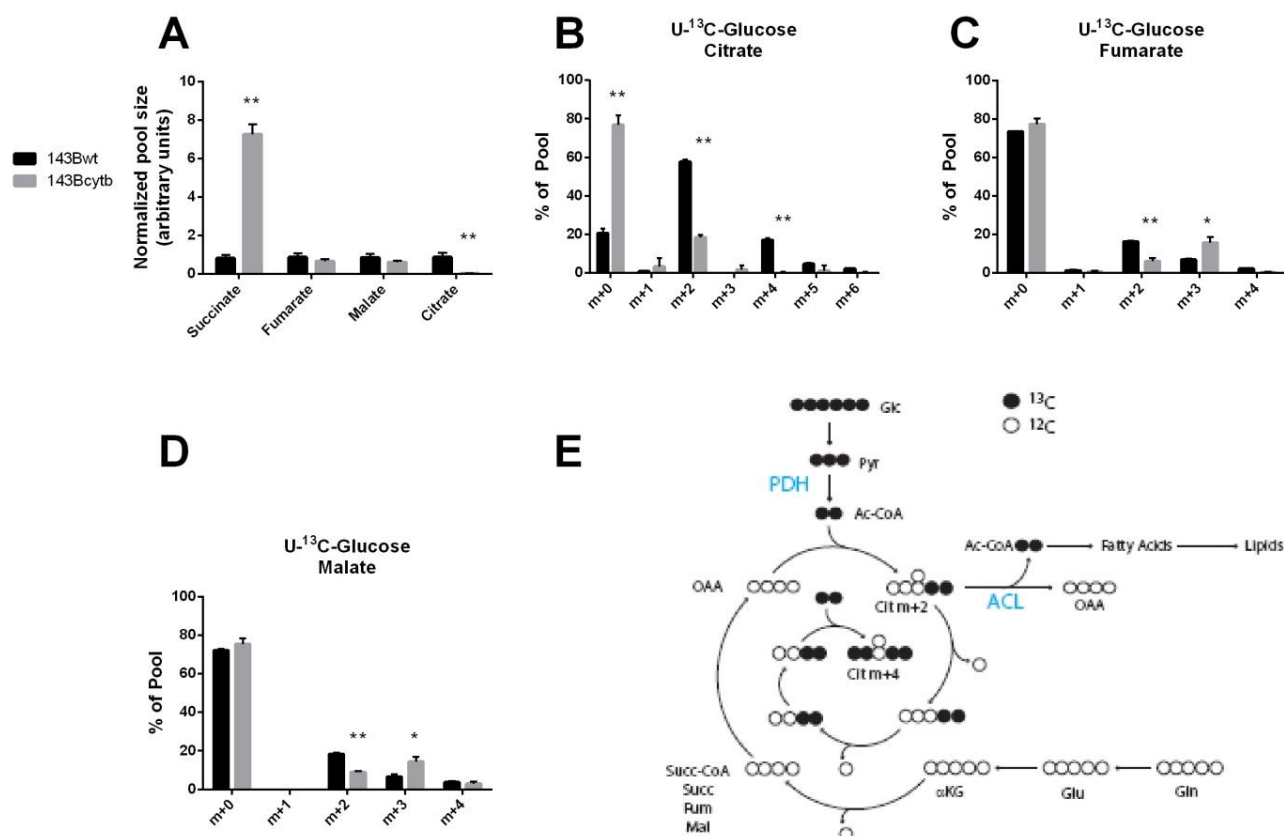 A
143Bwt
143Bcytb
Normalized pool size
(arbitrary units)
10
8
6
4
2
0
**
**
Succinate
Fumarate
Malate
Citrate
B
U-¹³C-Glucose
Citrate
% of Pool
100
80
60
40
20
0
**
**
**
m+0
m+1
m+2
m+3
m+4
m+5
m+6
C
U-¹³C-Glucose
Fumarate
% of Pool
100
80
60
40
20
0
**
*
m+0
m+1
m+2
m+3
m+4
D
U-¹³C-Glucose
Malate
% of Pool
100
80
60
40
20
0
**
*
m+0
m+1
m+2
m+3
m+4
E
¹³C
¹²C
Glc
Pyr
PDH
Ac-CoA
Ac-CoA
Fatty Acids
Lipids
OAA
Cit m+2
ACL
OAA
Cit m+4
Succ-CoA
Succ
Fum
Mal
αKG
Glu
Gln